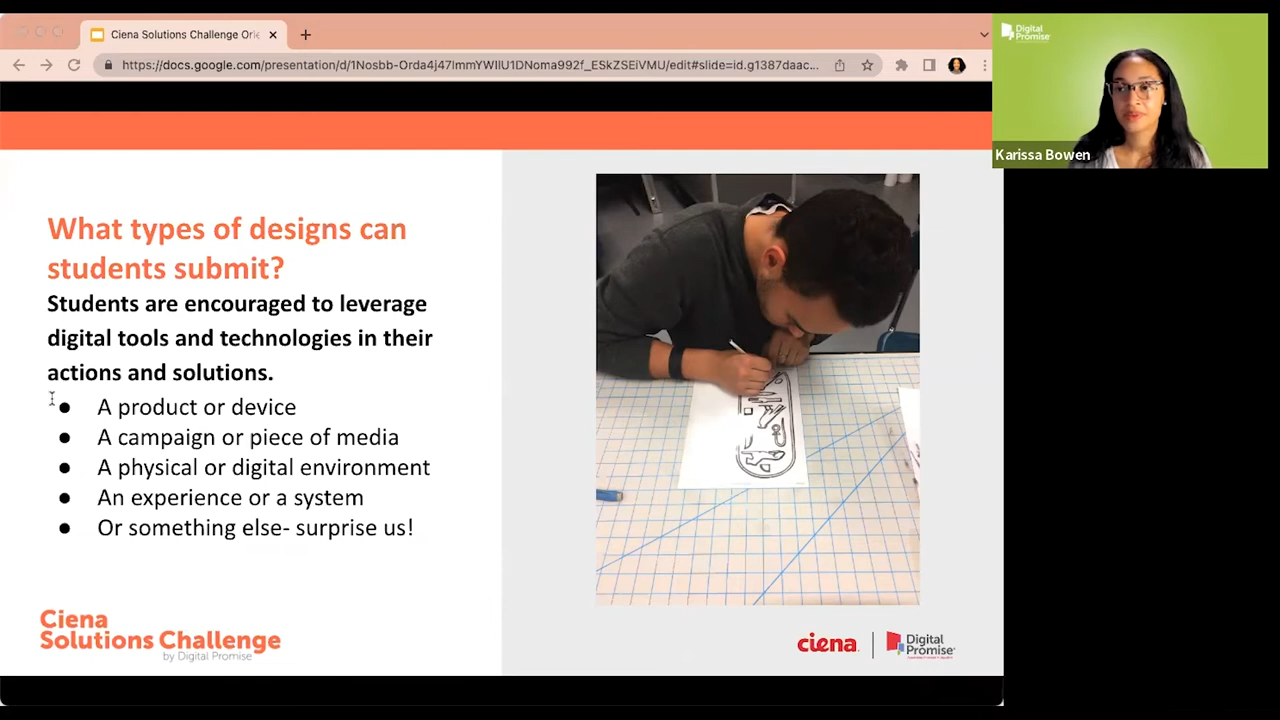 Ciena Solutions Challenge Orie
https://docs.google.com/presentation/d/1Nosbb-Orda4j47lmmYWIlU1DNoma992f_ESkZSEiVMU/edit#slide=id.g1387daac...
Digital
Promise
Karissa Bowen
What types of designs can
students submit?
Students are encouraged to leverage
digital tools and technologies in their
actions and solutions.
● A product or device
● A campaign or piece of media
● A physical or digital environment
● An experience or a system
● Or something else- surprise us!
Ciena
Solutions Challenge
by Digital Promise
ciena
Digital
Promise